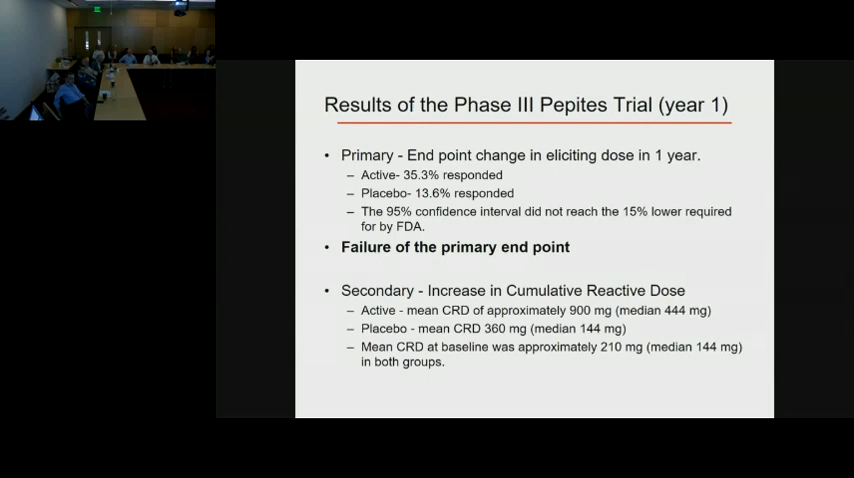 Results of the Phase III Pepites Trial (year 1)
• Primary - End point change in eliciting dose in 1 year.
– Active- 35.3% responded
– Placebo- 13.6% responded
– The 95% confidence interval did not reach the 15% lower required
for by FDA.
• Failure of the primary end point
• Secondary - Increase in Cumulative Reactive Dose
– Active - mean CRD of approximately 900 mg (median 444 mg)
– Placebo - mean CRD 360 mg (median 144 mg)
– Mean CRD at baseline was approximately 210 mg (median 144 mg)
in both groups.